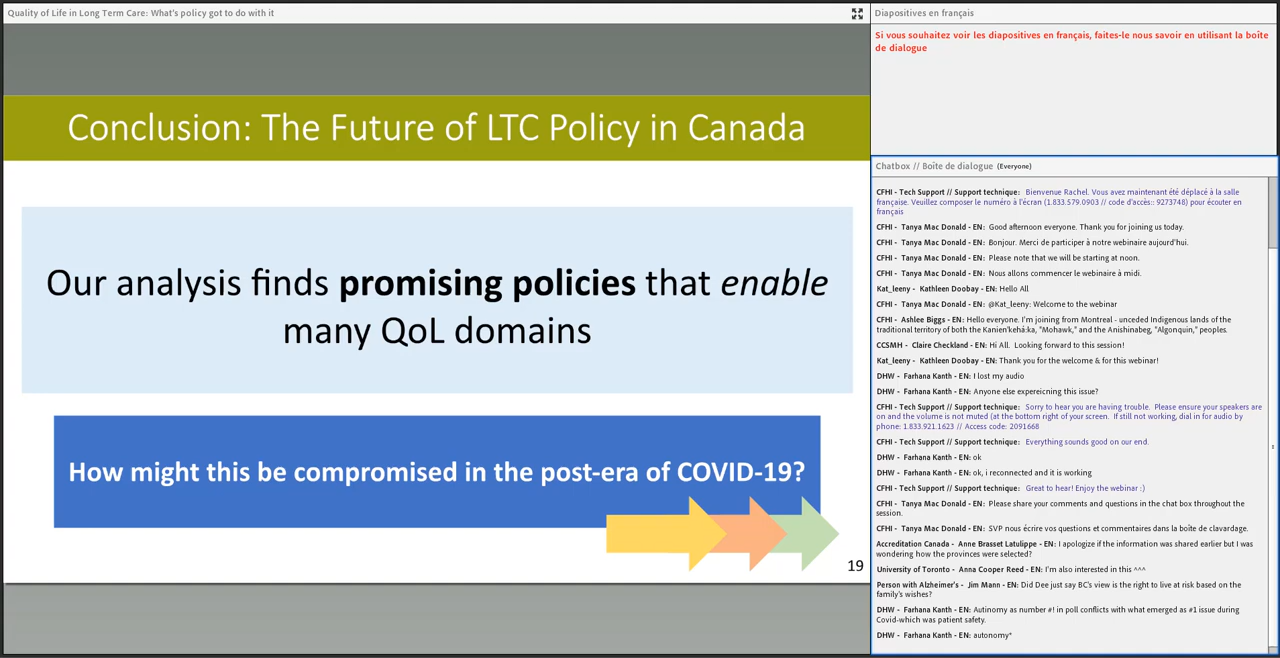 Quality of Life in Long Term Care: What's policy got to do with it
Conclusion: The Future of LTC Policy in Canada
Our analysis finds promising policies that enable
many QoL domains
How might this be compromised in the post-era of COVID-19?
19
Diapositives en français
Si vous souhaitez voir les diapositives en français, faites-le nous savoir en utilisant la boîte
de dialogue
Chatbox // Boîte de dialogue (Everyone)
CFHI - Tech Support // Support technique: Bienvenue Rachel. Vous avez maintenant été déplacé à la salle
française. Veuillez composer le numéro à l'écran (1.833.579.0903 // code d'accès:: 9273748) pour écouter en
français
CFHI - Tanya Mac Donald - EN: Good afternoon everyone. Thank you for joining us today.
CFHI - Tanya Mac Donald - EN: Bonjour. Merci de participer à notre webinaire aujourd'hui.
CFHI - Tanya Mac Donald - EN: Please note that we will be starting at noon.
CFHI - Tanya Mac Donald - EN: Nous allons commencer le webinaire à midi.
Kat_leeny - Kathleen Doobay - EN: Hello All
CFHI - Tanya Mac Donald - EN: @Kat_leeny: Welcome to the webinar
CFHI - Ashlee Biggs - EN: Hello everyone. I'm joining from Montreal - unceded Indigenous lands of the
traditional territory of both the Kanien'kehá:ka, "Mohawk," and the Anishinabeg, "Algonquin," peoples.
CCSMH - Claire Checkland - EN: Hi All. Looking forward to this session!
Kat_leeny - Kathleen Doobay - EN: Thank you for the welcome & for this webinar!
DHW - Farhana Kanth - EN: I lost my audio
DHW - Farhana Kanth - EN: Anyone else expereicning this issue?
CFHI - Tech Support // Support technique: Sorry to hear you are having trouble. Please ensure your speakers are
on and the volume is not muted (at the bottom right of your screen. If still not working, dial in for audio by
phone: 1.833.921.1623 // Access code: 2091668
CFHI - Tech Support // Support technique: Everything sounds good on our end.
DHW - Farhana Kanth - EN: ok
DHW - Farhana Kanth - EN: ok, i reconnected and it is working
CFHI - Tech Support // Support technique: Great to hear! Enjoy the webinar :)
CFHI - Tanya Mac Donald - EN: Please share your comments and questions in the chat box throughout the
session.
CFHI - Tanya Mac Donald - EN: SVP nous écrire vos questions et commentaires dans la boîte de clavardage.
Accreditation Canada - Anne Brasset Latulippe - EN: I apologize if the information was shared earlier but I was
wondering how the provinces were selected?
University of Toronto - Anna Cooper Reed - EN: I'm also interested in this ^^^
Person with Alzheimer's - Jim Mann - EN: Did Dee just say BC's view is the right to live at risk based on the
family's wishes?
DHW - Farhana Kanth - EN: Autinomy as number #! in poll conflicts with what emerged as #1 issue during
Covid-which was patient safety.
DHW - Farhana Kanth - EN: autonomy*